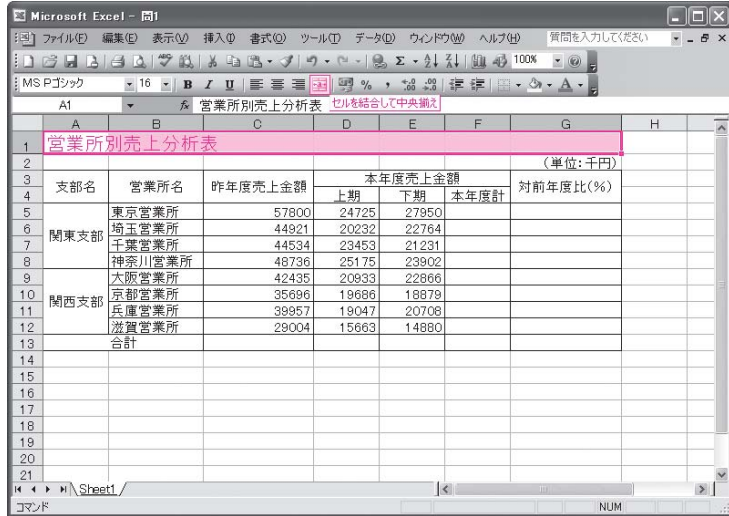 Microsoft Excel - 問1
ファイル(F) 編集(E) 表示(V) 挿入(I) 書式(O) ツール(T) データ(D) ウィンドウ(W) ヘルプ(H) 質問を入力してください
100%
MS Pゴシック 16 B I U % , A
A1 fx 営業所別売上分析表 セルを結合して中央揃え
A B C D E F G H
1 営業所別売上分析表
2 (単位:千円)
3 支部名 営業所名 昨年度売上金額 本年度売上金額 対前年度比(%)
4 上期 下期 本年度計
5 関東支部 東京営業所 57800 24725 27950
6 埼玉営業所 44921 20232 22764
7 千葉営業所 44534 23453 21231
8 神奈川営業所 48736 25175 23902
9 関西支部 大阪営業所 42435 20933 22866
10 京都営業所 35696 19686 18879
11 兵庫営業所 39957 19047 20708
12 滋賀営業所 29004 15663 14880
13 合計
14
15
16
17
18
19
20
21
Sheet1
コマンド NUM